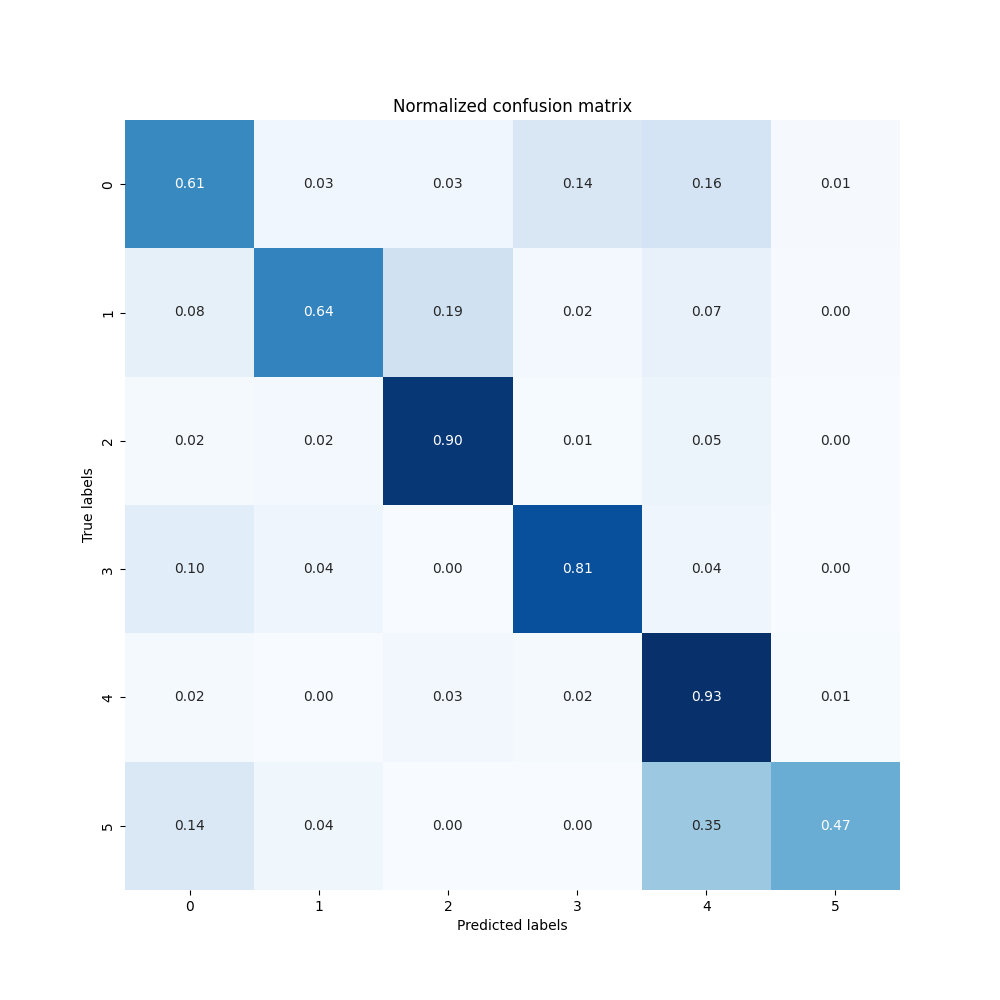 Normalized confusion matrix
0 0.61 0.03 0.03 0.14 0.16 0.01
1 0.08 0.64 0.19 0.02 0.07 0.00
2 0.02 0.02 0.90 0.01 0.05 0.00
True labels
3 0.10 0.04 0.00 0.81 0.04 0.00
4 0.02 0.00 0.03 0.02 0.93 0.01
5 0.14 0.04 0.00 0.00 0.35 0.47
0 1 2 3 4 5
Predicted labels